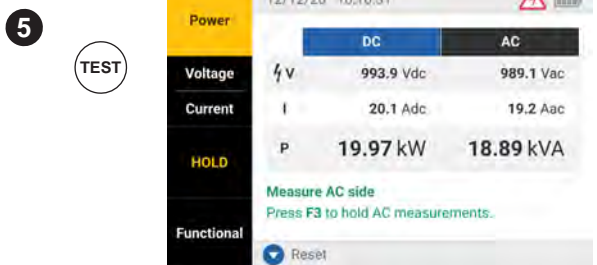 5
TEST
Power
DC AC
Voltage V 993.9 Vdc 989.1 Vac
Current I 20.1 Adc 19.2 Aac
HOLD P 19.97 kW 18.89 kVA
Measure AC side
Press F3 to hold AC measurements.
Functional
Reset